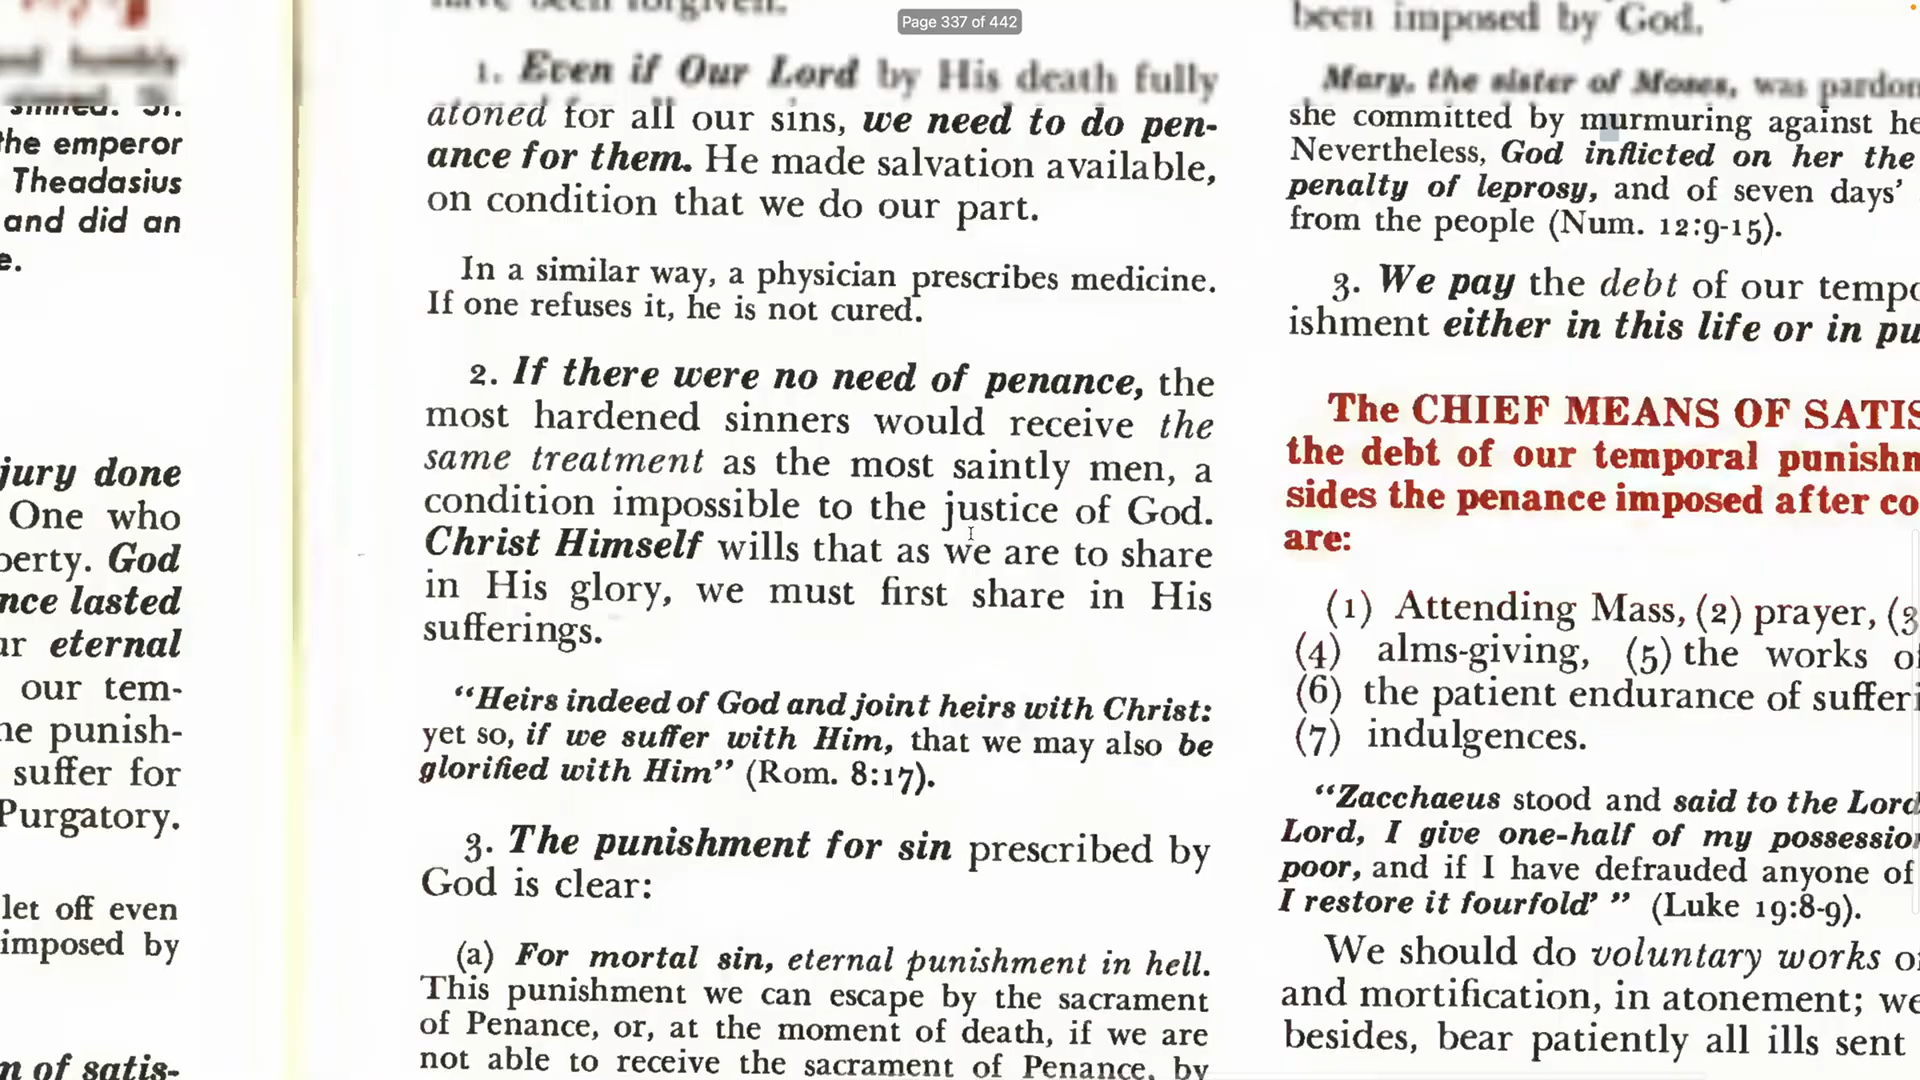 Page 337 of 442
sinned. St.
the emperor
Theadasius
and did an
e.
jury done
One who
perty. God
nce lasted
ur eternal
our tem-
he punish-
suffer for
Purgatory.
let off even
imposed by
m of satis-
have been forgiven.
1. Even if Our Lord by His death fully
atoned for all our sins, we need to do pen-
ance for them. He made salvation available,
on condition that we do our part.
In a similar way, a physician prescribes medicine.
If one refuses it, he is not cured.
2. If there were no need of penance, the
most hardened sinners would receive the
same treatment as the most saintly men, a
condition impossible to the justice of God.
Christ Himself wills that as we are to share
in His glory, we must first share in His
sufferings.
“Heirs indeed of God and joint heirs with Christ:
yet so, if we suffer with Him, that we may also be
glorified with Him” (Rom. 8:17).
3. The punishment for sin prescribed by
God is clear:
(a) For mortal sin, eternal punishment in hell.
This punishment we can escape by the sacrament
of Penance, or, at the moment of death, if we are
not able to receive the sacrament of Penance, by
been imposed by God.
Mary, the sister of Moses, was pardon
she committed by murmuring against he
Nevertheless, God inflicted on her the
penalty of leprosy, and of seven days’
from the people (Num. 12:9-15).
3. We pay the debt of our tempo
ishment either in this life or in pu
The CHIEF MEANS OF SATIS
the debt of our temporal punishm
sides the penance imposed after co
are:
(1) Attending Mass, (2) prayer, (3
(4) alms-giving, (5) the works o
(6) the patient endurance of sufferi
(7) indulgences.
“Zacchaeus stood and said to the Lord
Lord, I give one-half of my possessio
poor, and if I have defrauded anyone of
I restore it fourfold’ ” (Luke 19:8-9).
We should do voluntary works o
and mortification, in atonement; we
besides, bear patiently all ills sent